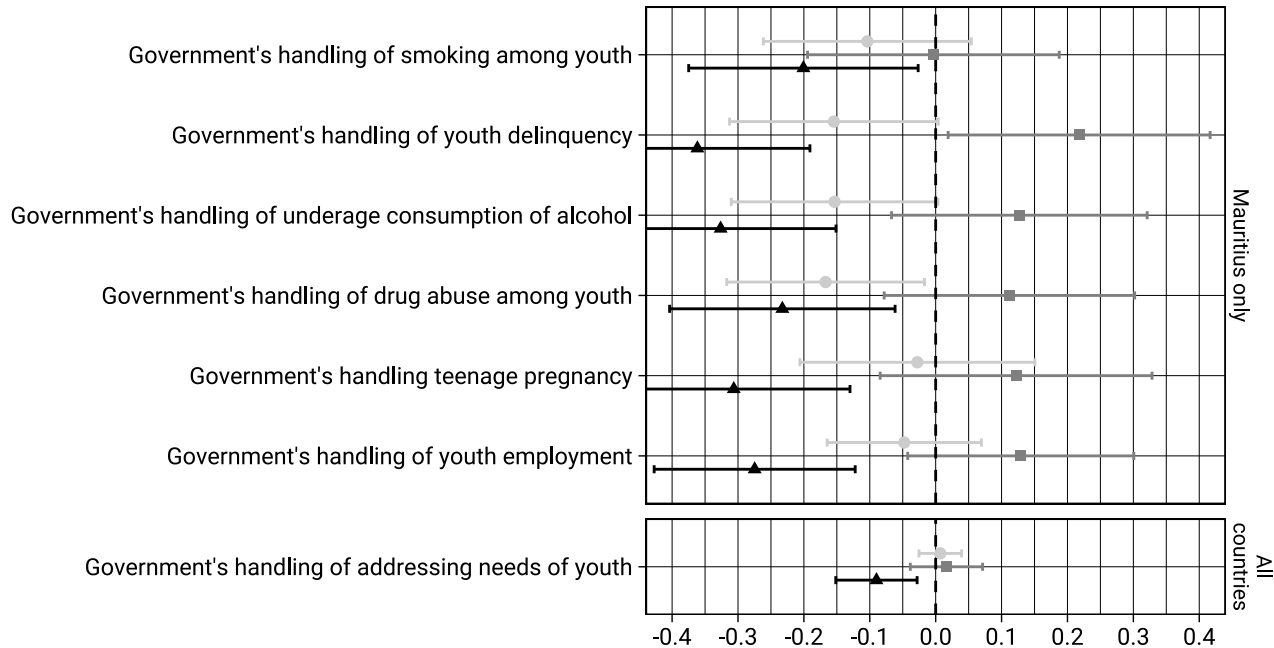 Government's handling of smoking among youth
Government's handling of youth delinquency
Government's handling of underage consumption of alcohol
Government's handling of drug abuse among youth
Government's handling teenage pregnancy
Government's handling of youth employment
Mauritius only
Government's handling of addressing needs of youth
All
countries
-0.4 -0.3 -0.2 -0.1 0.0 0.1 0.2 0.3 0.4